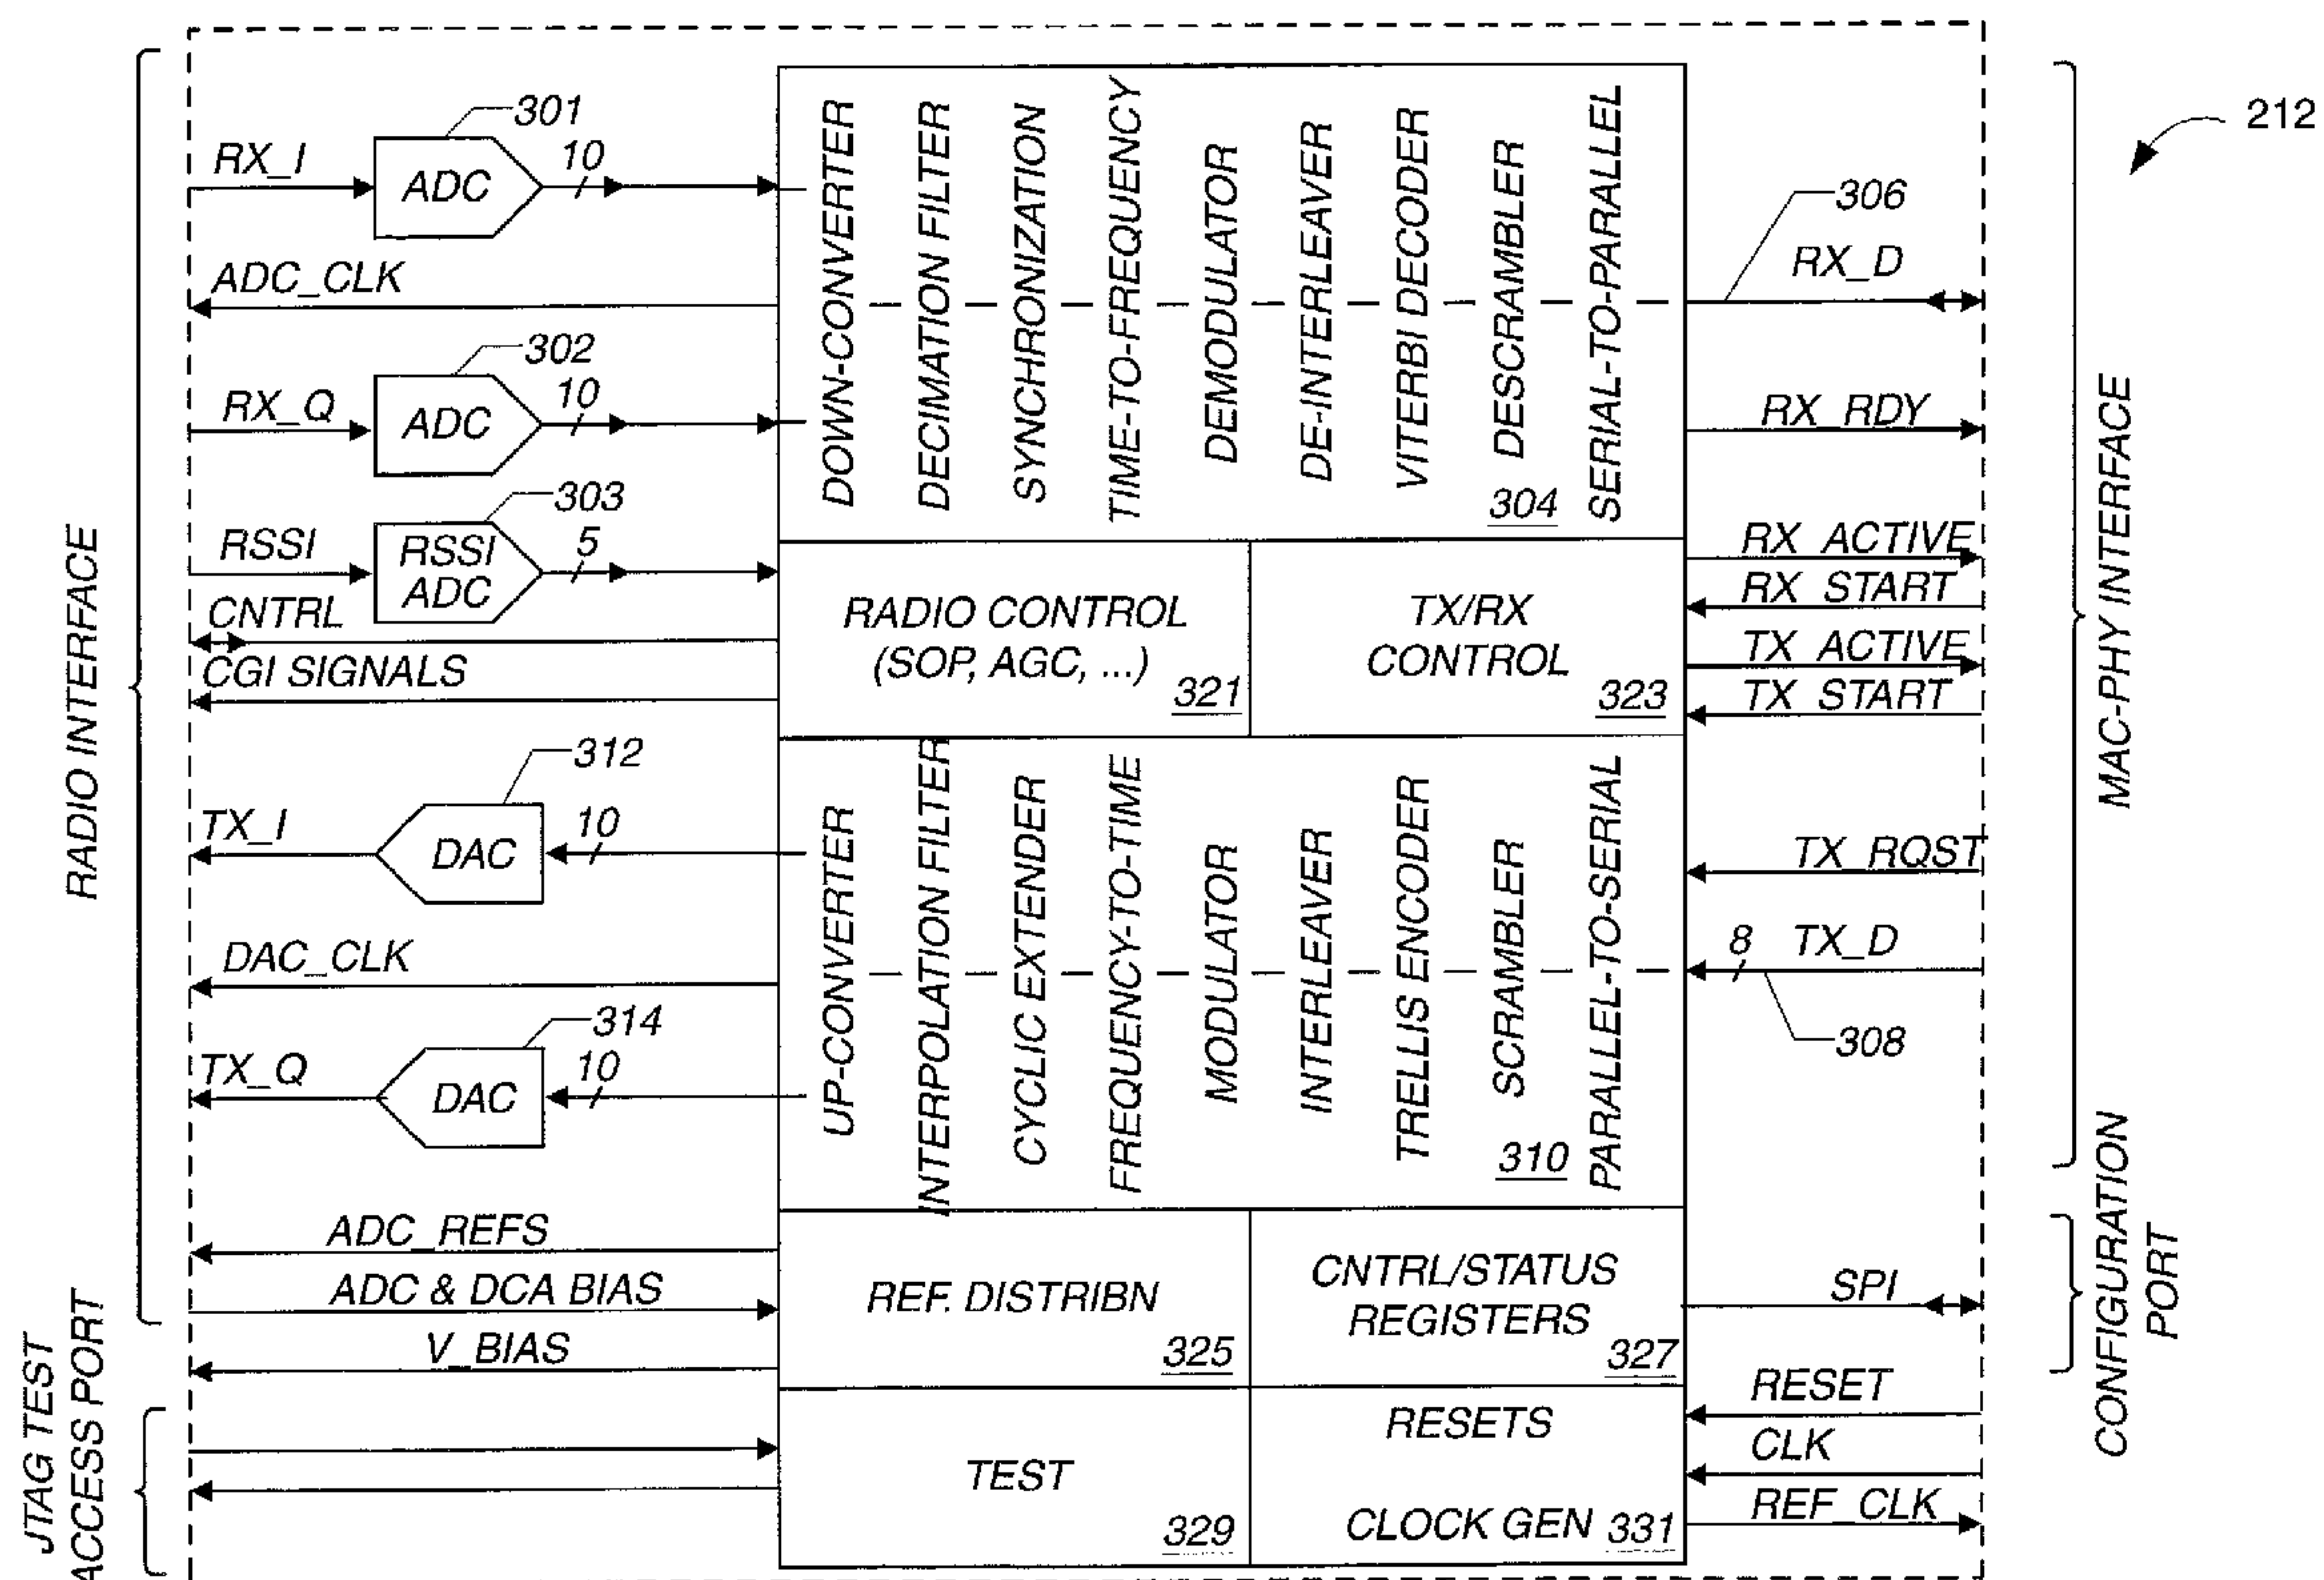 212
RADIO INTERFACE
JTAG TEST
ACCESS PORT
RX_I
301
ADC
10
ADC_CLK
302
RX_Q
ADC
10
303
RSSI
RSSI
ADC
5
CNTRL
CGI SIGNALS
312
TX_I
DAC
10
DAC_CLK
314
TX_Q
DAC
10
ADC_REFS
ADC & DCA BIAS
V_BIAS
DOWN-CONVERTER
DECIMATION FILTER
SYNCHRONIZATION
TIME-TO-FREQUENCY
DEMODULATOR
DE-INTERLEAVER
VITERBI DECODER
DESCRAMBLER
SERIAL-TO-PARALLEL
304
RADIO CONTROL
(SOP, AGC, ...)
321
TX/RX
CONTROL
323
UP-CONVERTER
INTERPOLATION FILTER
CYCLIC EXTENDER
FREQUENCY-TO-TIME
MODULATOR
INTERLEAVER
TRELLIS ENCODER
SCRAMBLER
PARALLEL-TO-SERIAL
310
REF. DISTRIBN
325
CNTRL/STATUS
REGISTERS
327
TEST
329
RESETS
CLOCK GEN 331
306
RX_D
RX_RDY
RX_ACTIVE
RX_START
TX_ACTIVE
TX_START
TX_RQST
8
TX_D
308
SPI
RESET
CLK
REF_CLK
MAC-PHY INTERFACE
CONFIGURATION
PORT